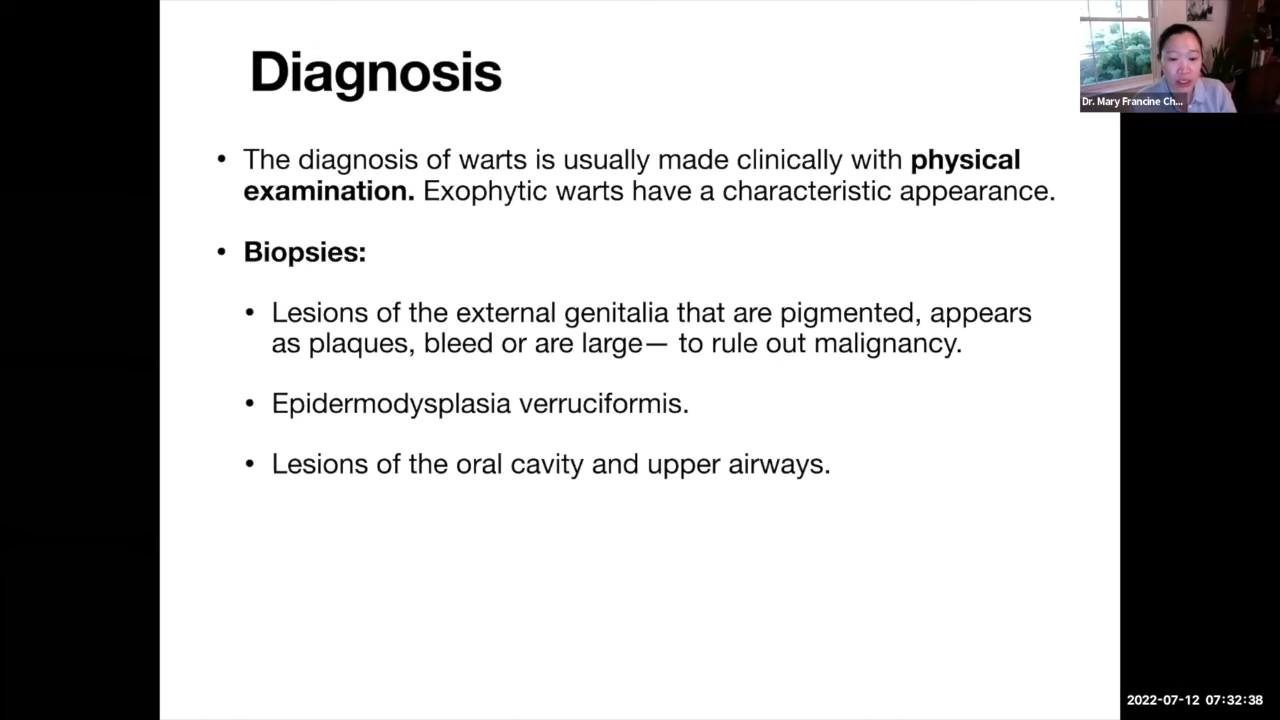 Diagnosis
• The diagnosis of warts is usually made clinically with physical
examination. Exophytic warts have a characteristic appearance.
• Biopsies:
• Lesions of the external genitalia that are pigmented, appears
as plaques, bleed or are large— to rule out malignancy.
• Epidermodysplasia verruciformis.
• Lesions of the oral cavity and upper airways.
Dr. Mary Francine Ch...
2022-07-12 07:32:38